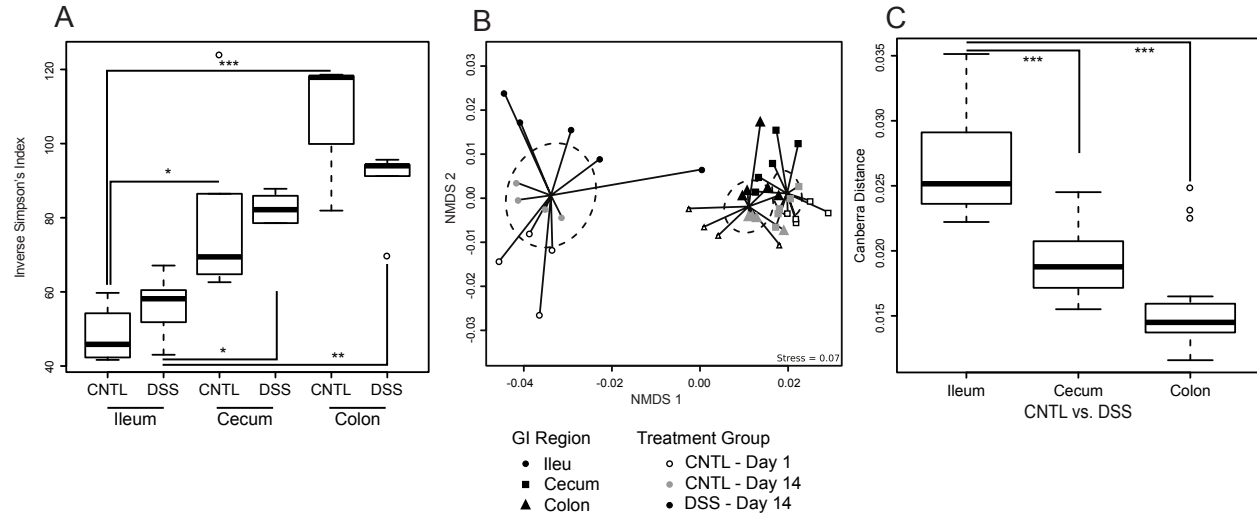 A
Inverse Simpson's Index
120
100
80
60
40
***
*
*
**
CNTL DSS CNTL DSS CNTL DSS
Ileum Cecum Colon
B
NMDS 2
0.03
0.02
0.01
0.00
-0.01
-0.02
-0.03
Stress = 0.07
-0.04 -0.02 0.00 0.02
NMDS 1
GI Region
Ileu
Cecum
Colon
Treatment Group
CNTL - Day 1
CNTL - Day 14
DSS - Day 14
C
Canberra Distance
0.035
0.025
0.020
0.015
***
***
Ileum Cecum Colon
CNTL vs. DSS